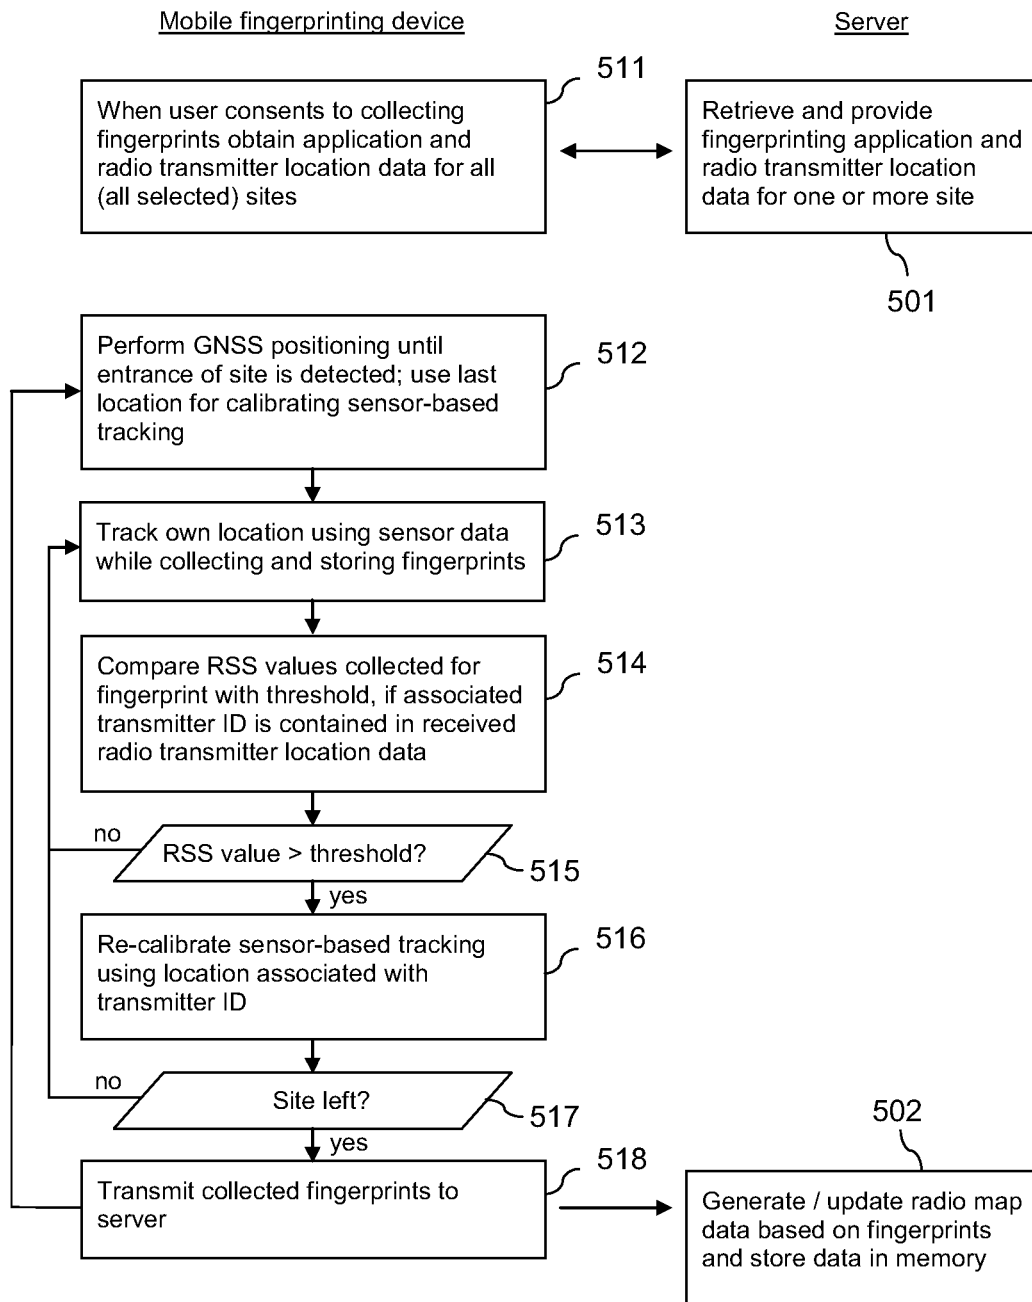 Mobile fingerprinting device
Server
511
When user consents to collecting
fingerprints obtain application and
radio transmitter location data for all
(all selected) sites
Retrieve and provide
fingerprinting application and
radio transmitter location
data for one or more site
501
Perform GNSS positioning until
entrance of site is detected; use last
location for calibrating sensor-based
tracking
512
Track own location using sensor data
while collecting and storing fingerprints
513
Compare RSS values collected for
fingerprint with threshold, if associated
transmitter ID is contained in received
radio transmitter location data
514
no
RSS value > threshold?
515
yes
Re-calibrate sensor-based tracking
using location associated with
transmitter ID
516
no
Site left?
517
yes
502
518
Transmit collected fingerprints to
server
Generate / update radio map
data based on fingerprints
and store data in memory